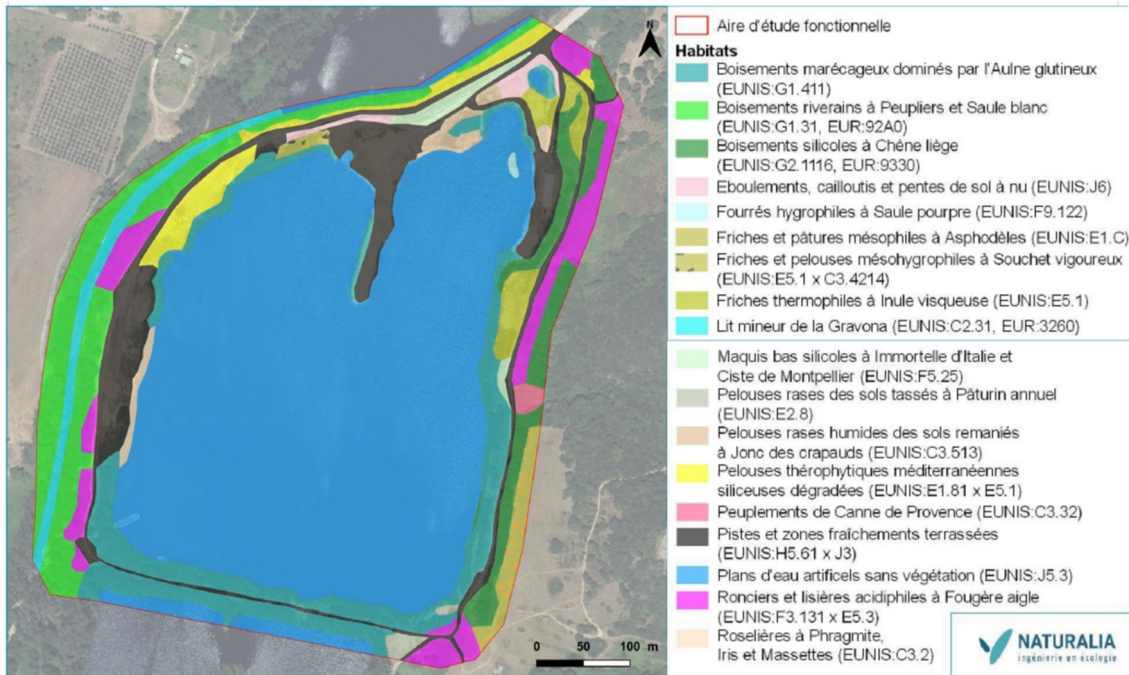 Aire d'étude fonctionnelle
Habitats
Boisements marécageux dominés par l'Aulne glutineux
(EUNIS:G1.411)
Boisements riverains à Peupliers et Saule blanc
(EUNIS:G1.31, EUR:92A0)
Boisements silicoles à Chêne liège
(EUNIS:G2.1116, EUR:9330)
Eboulements, cailloutis et pentes de sol à nu (EUNIS:J6)
Fourrés hygrophiles à Saule pourpre (EUNIS:F9.122)
Friches et pâtures mésophiles à Asphodèles (EUNIS:E1.C)
Friches et pelouses mésohygrophiles à Souchet vigoureux
(EUNIS:E5.1 x C3.4214)
Friches thermophiles à Inule visqueuse (EUNIS:E5.1)
Lit mineur de la Gravona (EUNIS:C2.31, EUR:3260)
Maquis bas silicoles à Immortelle d'Italie et
Ciste de Montpellier (EUNIS:F5.25)
Pelouses rases des sols tassés à Pâturin annuel
(EUNIS:E2.8)
Pelouses rases humides des sols remaniés
à Jonc des crapauds (EUNIS:C3.513)
Pelouses thérophytiques méditerranéennes
siliceuses dégradées (EUNIS:E1.81 x E5.1)
Peuplements de Canne de Provence (EUNIS:C3.32)
Pistes et zones fraîchements terrassées
(EUNIS:H5.61 x J3)
Plans d'eau artificels sans végétation (EUNIS:J5.3)
Ronciers et lisières acidiphiles à Fougère aigle
(EUNIS:F3.131 x E5.3)
Roselières à Phragmite,
Iris et Massettes (EUNIS:C3.2)
N
0 50 100 m
NATURALIA
ingénierie en écologie